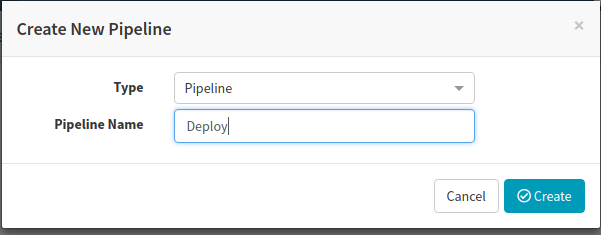 Create New Pipeline ×
Type Pipeline
Pipeline Name Deploy
Cancel Create